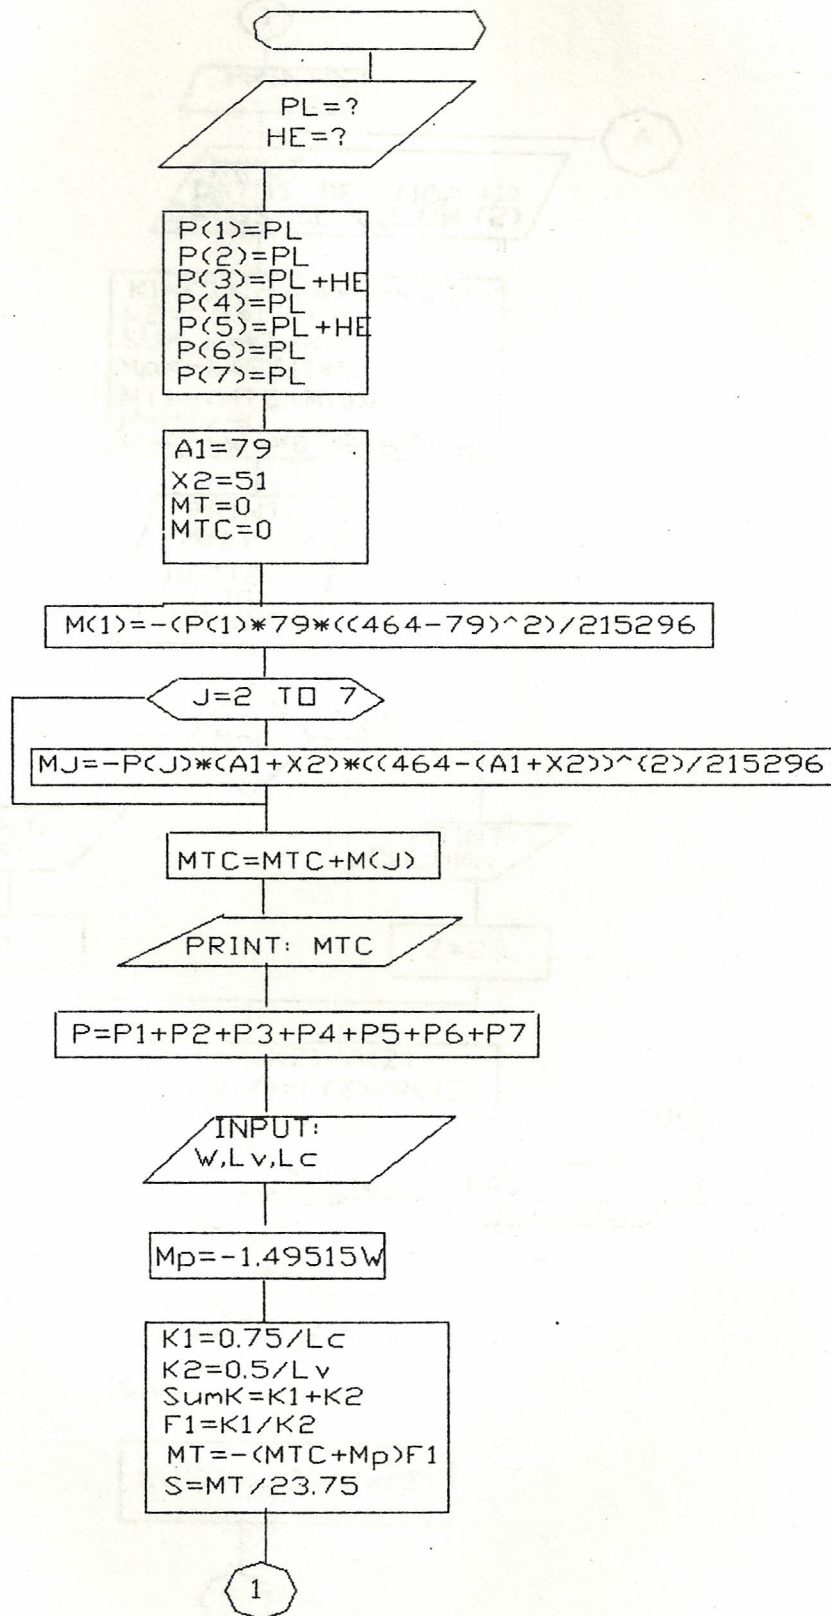 PL=?
HE=?
P(1)=PL
P(2)=PL
P(3)=PL+HE
P(4)=PL
P(5)=PL+HE
P(6)=PL
P(7)=PL
A1=79
X2=51
MT=0
MTC=0
M(1)=-(P(1)*79*((464-79)^2)/215296
J=2 TO 7
MJ=-P(J)*(A1+X2)*((464-(A1+X2))^(2)/215296
MTC=MTC+M(J)
PRINT: MTC
P=P1+P2+P3+P4+P5+P6+P7
INPUT:
W,Lv,Lc
Mp=-1.49515W
K1=0.75/Lc
K2=0.5/Lv
SumK=K1+K2
F1=K1/K2
MT=-(MTC+Mp)F1
S=MT/23.75
1